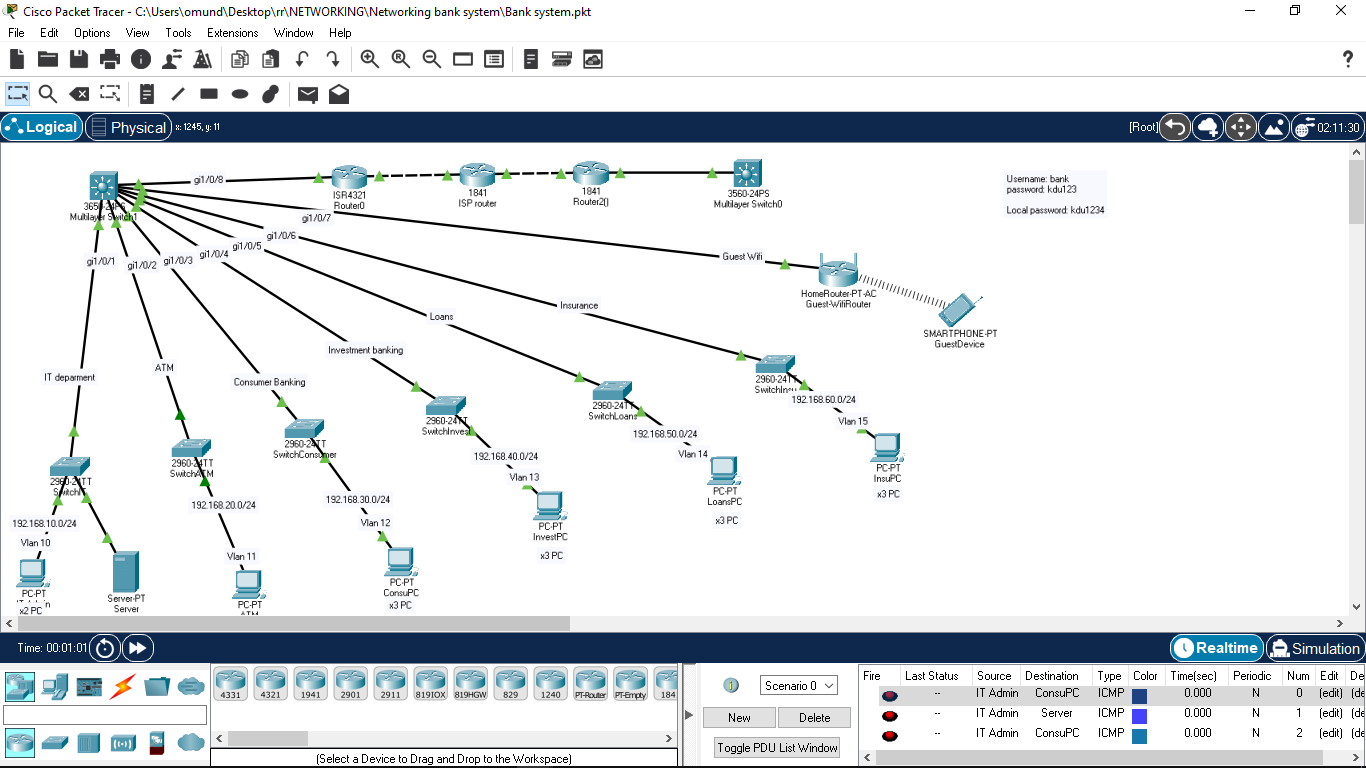 Cisco Packet Tracer - C:\Users\omund\Desktop\rr\NETWORKING\Networking bank system\Bank system.pkt
File Edit Options View Tools Extensions Window Help
Logical Physical x: 1245, y: 11 [Root] 02:11:30
gi1/0/8
ISR4321
Router0
1841
ISP router
1841
Router2()
3560-24PS
Multilayer Switch0
Username: bank
password: kdu123
Local password: kdu1234
3650-24PS
Multilayer Switch1
gi1/0/7
gi1/0/6
gi1/0/5
gi1/0/4
gi1/0/3
gi1/0/2
gi1/0/1
Guest Wifi
HomeRouter-PT-AC
Guest-WifiRouter
SMARTPHONE-PT
GuestDevice
Insurance
Loans
Investment banking
Consumer Banking
ATM
IT deparment
2960-24TT
2960-24TT
SwitchLoans
2960-24TT
SwitchInvest
2960-24TT
SwitchConsumer
2960-24TT
SwitchATM
2960-24TT
192.168.60.0/24
Vlan 15
PC-PT
InsuPC
x3 PC
192.168.50.0/24
Vlan 14
PC-PT
LoansPC
x3 PC
192.168.40.0/24
Vlan 13
PC-PT
InvestPC
x3 PC
192.168.30.0/24
Vlan 12
PC-PT
ConsuPC
x3 PC
192.168.20.0/24
Vlan 11
PC-PT
ATM
192.168.10.0/24
Vlan 10
PC-PT
IT Admin
x2 PC
Server-PT
Server
Time: 00:01:01 Realtime Simulation
4331 4321 1941 2901 2911 819IOX 819HGW 829 1240 PT-Router PT-Empty 184
(Select a Device to Drag and Drop to the Workspace)
Scenario 0
New Delete
Toggle PDU List Window
Fire Last Status Source Destination Type Color Time(sec) Periodic Num Edit De
-- IT Admin ConsuPC ICMP 0.000 N 0 (edit) (de
-- IT Admin Server ICMP 0.000 N 1 (edit) (de
-- IT Admin ConsuPC ICMP 0.000 N 2 (edit) (de